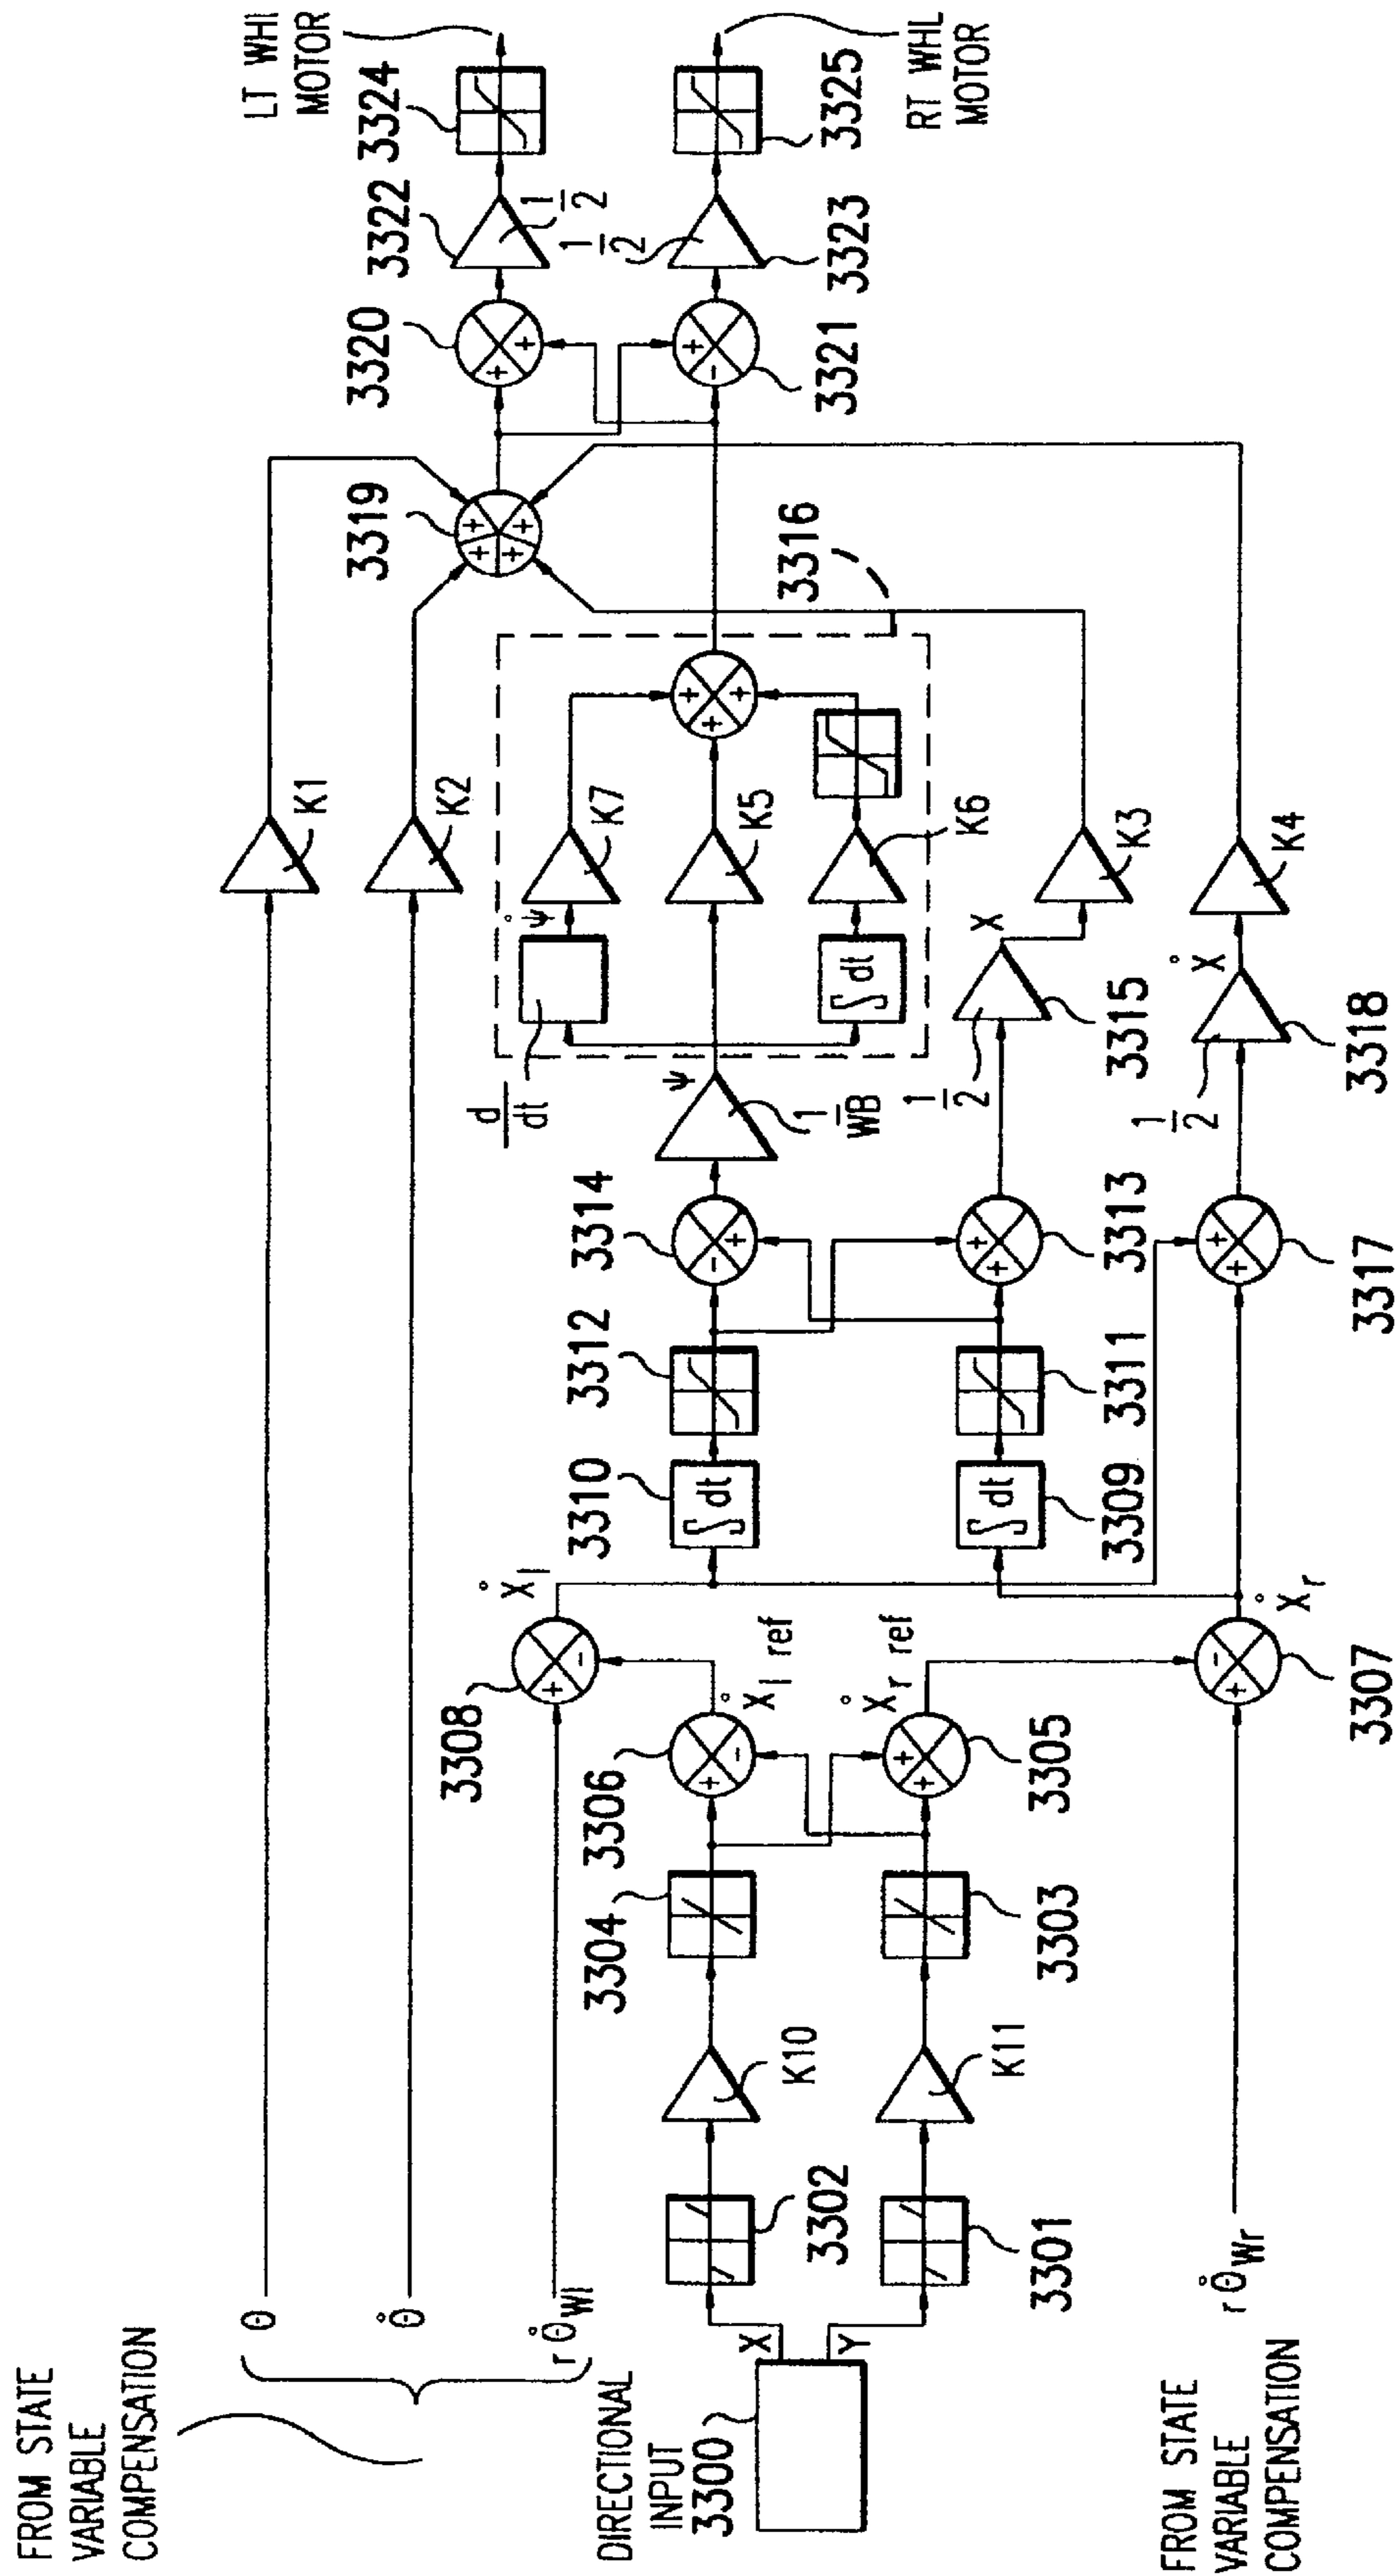 FROM STATE
VARIABLE
COMPENSATION
θ
θ̊
r θ̊ Wl
DIRECTIONAL
INPUT
3300
X
Y
FROM STATE
VARIABLE
COMPENSATION
r θ̊ Wr
3302
3301
K10
K11
3304
3303
3306
3305
3308
3307
+
-
+
+
+
-
+
-
X̊ l ref
X̊ r ref
X̊ l
X̊ r
3310
∫ dt
3309
∫ dt
3312
3311
3314
-
+
3313
+
+
3317
+
+
1/WB
ψ
1/2
3315
X
1/2
3318
X̊
d/dt
ψ̊
∫ dt
K7
K5
K6
K3
K4
K1
K2
+
+
+
3316
3319
+
+
+
+
3320
+
+
3321
+
-
3322
1/2
1/2
3323
3324
3325
LT WHl
MOTOR
RT WHL
MOTOR